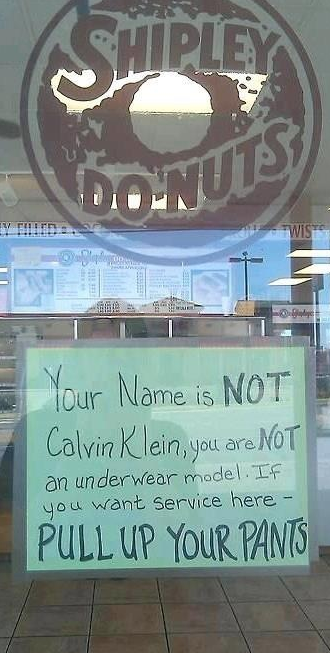 SHIPLEY
DO-NUTS
FILLED
TWISTS
Your Name is NOT
Calvin Klein, you are NOT
an underwear model. If
you want service here -
PULL UP YOUR PANTS